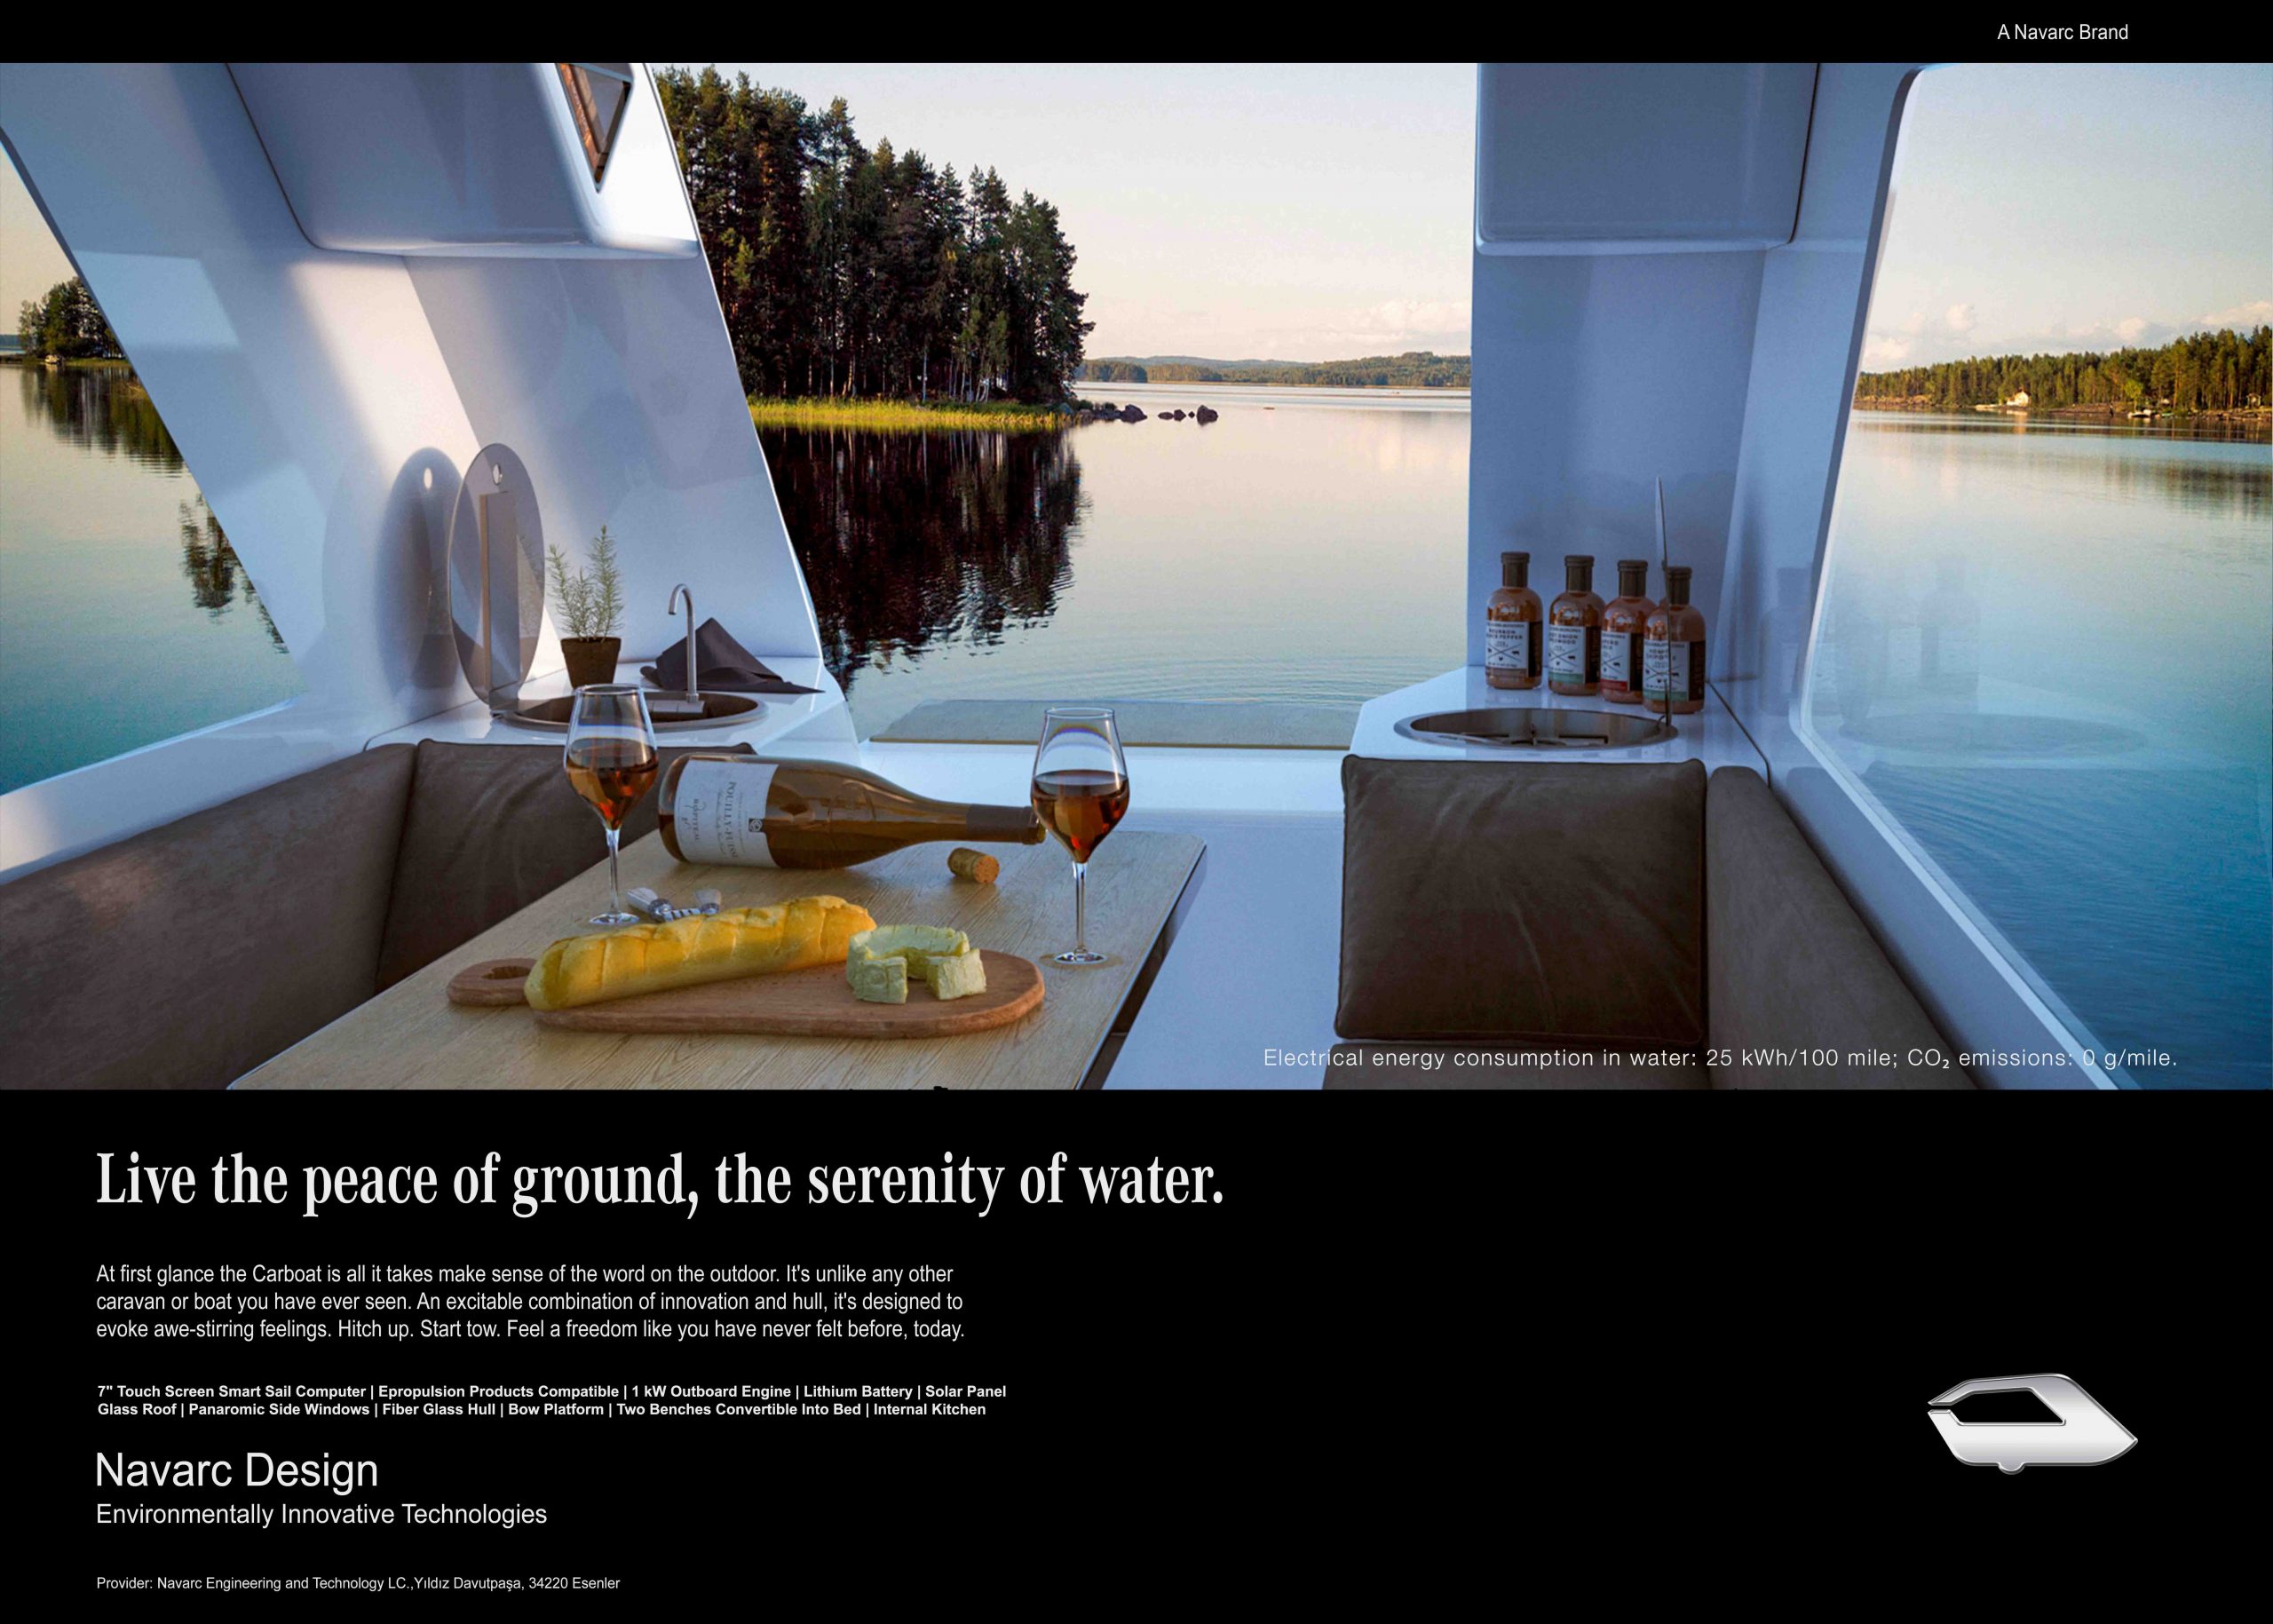 A Navarc Brand
POUILLY-FUISSÉ
Electrical energy consumption in water: 25 kWh/100 mile; CO₂ emissions: 0 g/mile.
Live the peace of ground, the serenity of water.
At first glance the Carboat is all it takes make sense of the word on the outdoor. It's unlike any other
caravan or boat you have ever seen. An excitable combination of innovation and hull, it's designed to
evoke awe-stirring feelings. Hitch up. Start tow. Feel a freedom like you have never felt before, today.
7" Touch Screen Smart Sail Computer | Epropulsion Products Compatible | 1 kW Outboard Engine | Lithium Battery | Solar Panel
Glass Roof | Panaromic Side Windows | Fiber Glass Hull | Bow Platform | Two Benches Convertible Into Bed | Internal Kitchen
Navarc Design
Environmentally Innovative Technologies
Provider: Navarc Engineering and Technology LC.,Yıldız Davutpaşa, 34220 Esenler